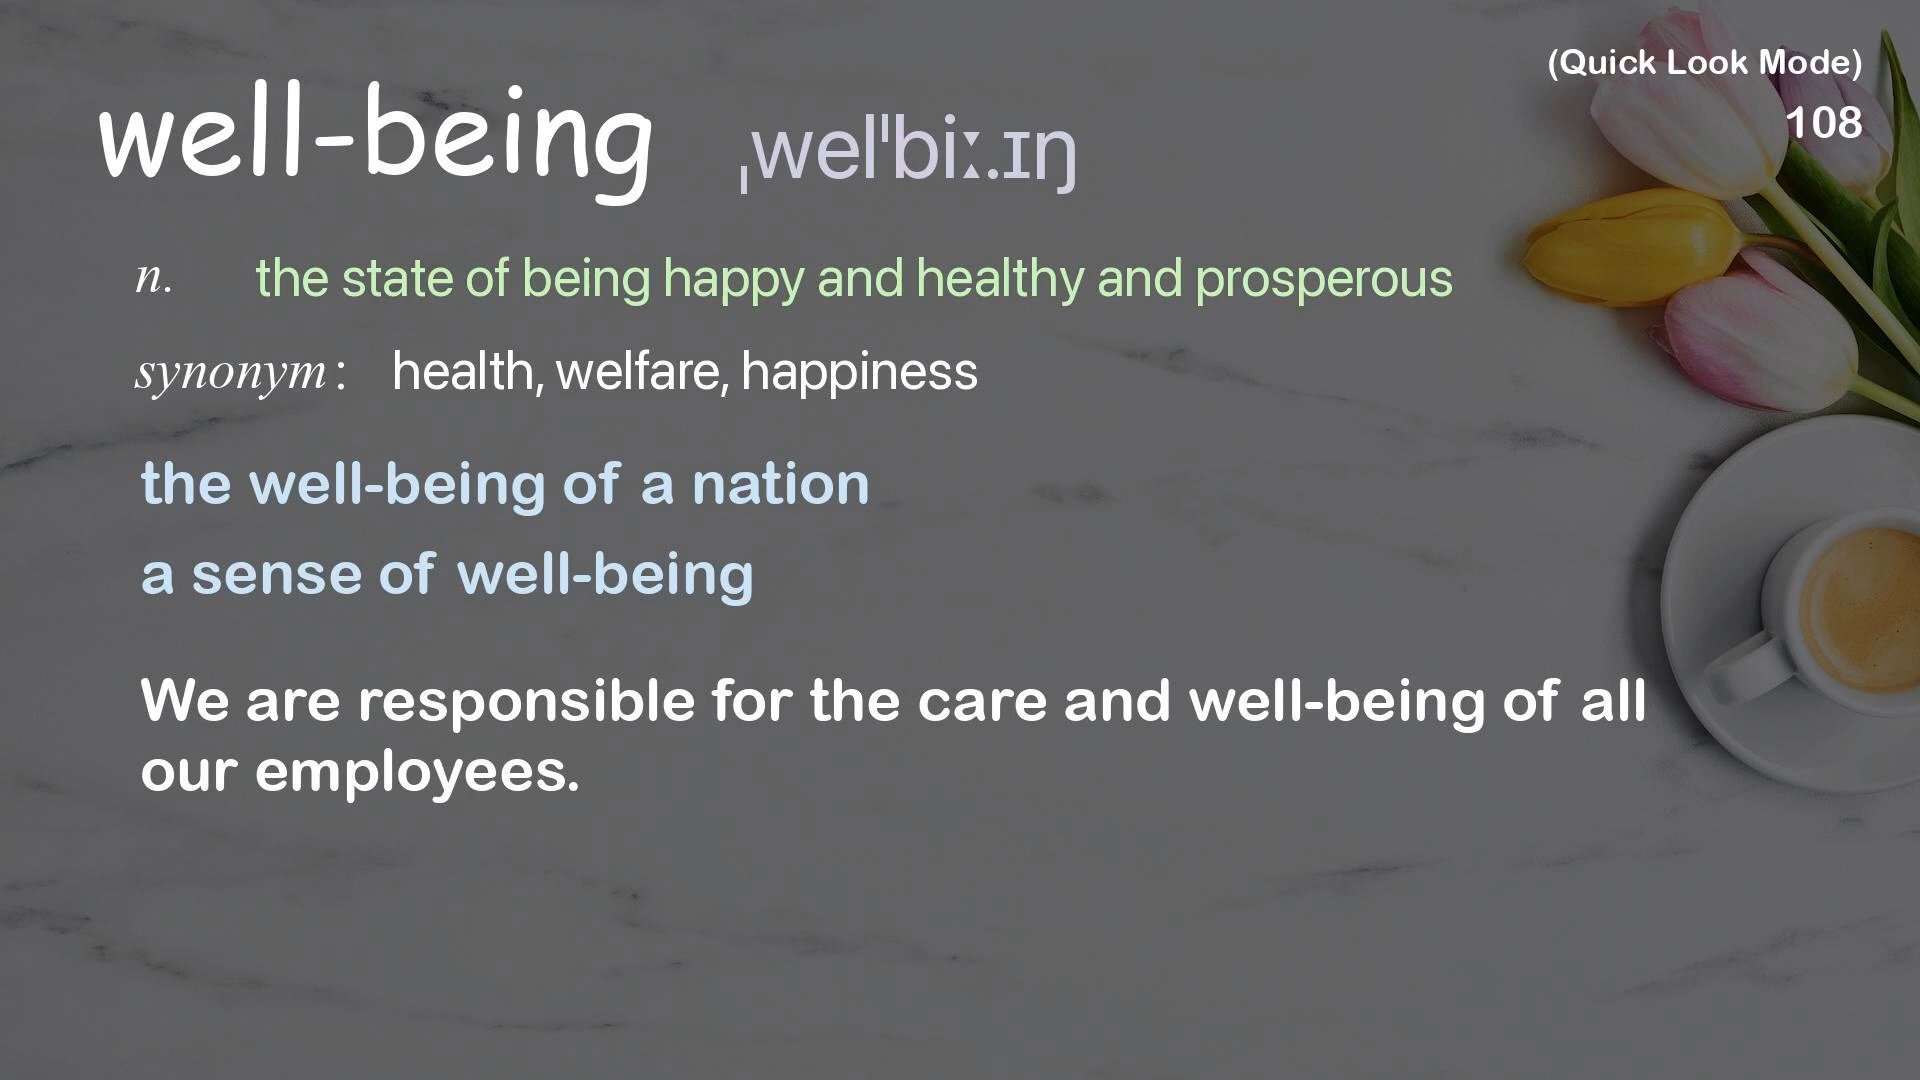 (Quick Look Mode)
108
well-being ˌwelˈbiː.ɪŋ
n. the state of being happy and healthy and prosperous
synonym: health, welfare, happiness
the well-being of a nation
a sense of well-being
We are responsible for the care and well-being of all
our employees.